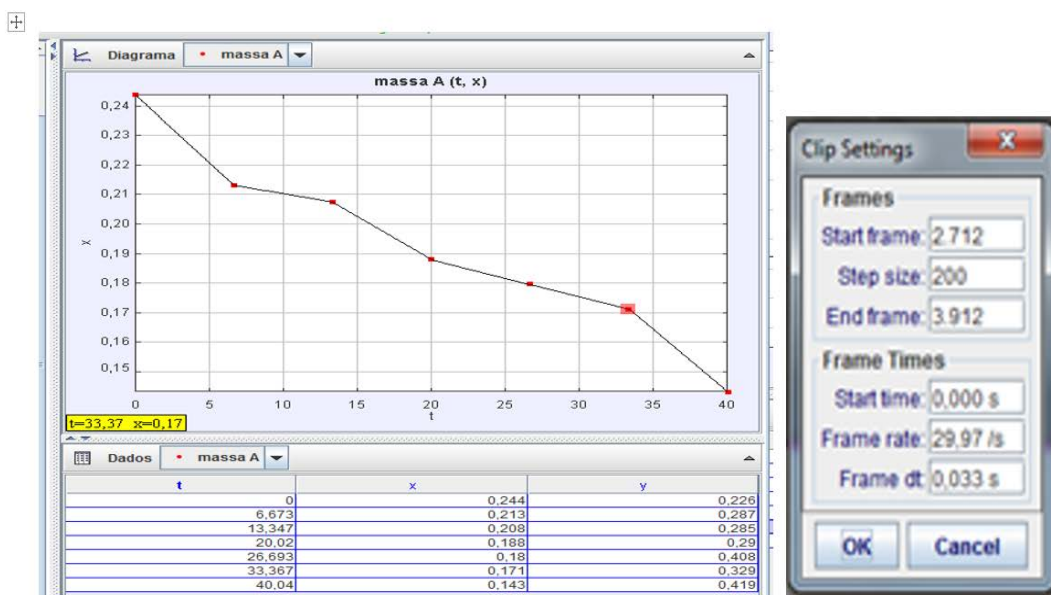 Diagrama massa A
massa A (t, x)
0,24
0,23
0,22
0,21
0,20
0,19
0,18
0,17
0,16
0,15
x
0 5 10 15 20 25 30 35 40
t
t=33,37 x=0,17
Dados massa A
t x y
0 0,244 0,226
6,673 0,213 0,287
13,347 0,208 0,285
20,02 0,188 0,29
26,693 0,18 0,408
33,367 0,171 0,329
40,04 0,143 0,419
Clip Settings
Frames
Start frame: 2.712
Step size: 200
End frame: 3.912
Frame Times
Start time: 0,000 s
Frame rate: 29,97 /s
Frame dt: 0,033 s
OK Cancel